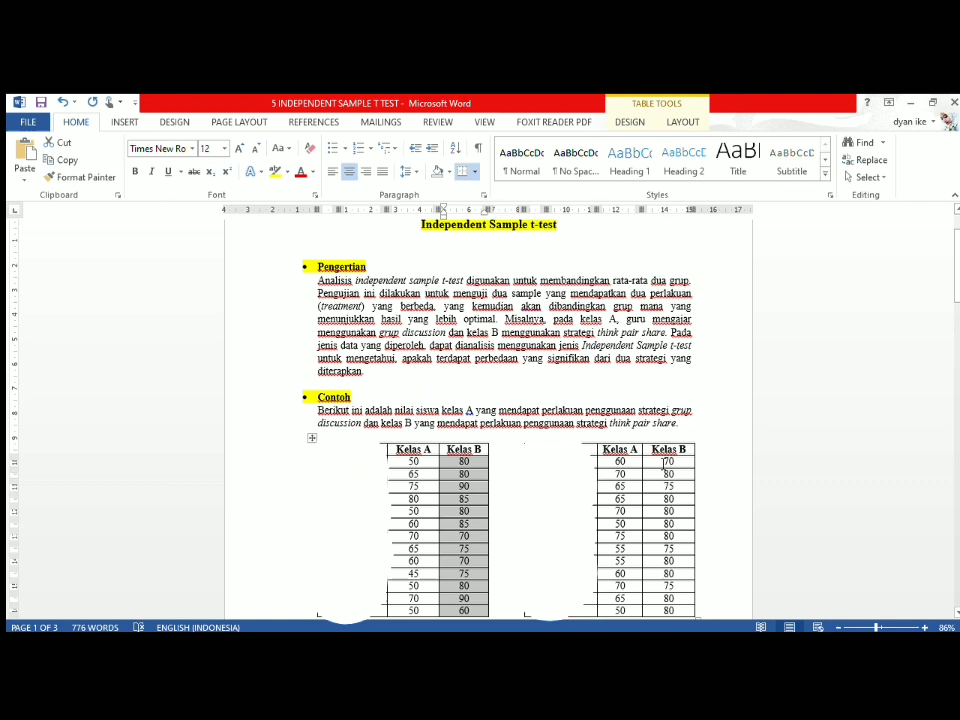 5 INDEPENDENT SAMPLE T TEST - Microsoft Word
TABLE TOOLS
FILE HOME INSERT DESIGN PAGE LAYOUT REFERENCES MAILINGS REVIEW VIEW FOXIT READER PDF DESIGN LAYOUT dyan ike
Paste
Cut
Copy
Format Painter
Clipboard
Times New Ro 12
Font
Paragraph
AaBbCcDc AaBbCcDc AaBbCc AaBbCcD AaBl AaBbCcD
¶ Normal ¶ No Spac... Heading 1 Heading 2 Title Subtitle
Styles
Find
Replace
Select
Editing
Independent Sample t-test
• Pengertian
Analisis independent sample t-test digunakan untuk membandingkan rata-rata dua grup.
Pengujian ini dilakukan untuk menguji dua sample yang mendapatkan dua perlakuan
(treatment) yang berbeda, yang kemudian akan dibandingkan grup mana yang
menunjukkan hasil yang lebih optimal. Misalnya, pada kelas A, guru mengajar
menggunakan grup discussion dan kelas B menggunakan strategi think pair share. Pada
jenis data yang diperoleh, dapat dianalisis menggunakan jenis Independent Sample t-test
untuk mengetahui, apakah terdapat perbedaan yang signifikan dari dua strategi yang
diterapkan.
• Contoh
Berikut ini adalah nilai siswa kelas A yang mendapat perlakuan penggunaan strategi grup
discussion dan kelas B yang mendapat perlakuan penggunaan strategi think pair share.
Kelas A Kelas B Kelas A Kelas B
50 80 60 70
65 80 70 80
75 90 65 75
80 85 65 80
50 80 70 80
60 85 50 80
70 70 75 80
65 75 55 75
60 70 55 80
45 75 60 80
50 80 70 75
70 90 65 80
50 60 50 80
PAGE 1 OF 3 776 WORDS ENGLISH (INDONESIA) 86%